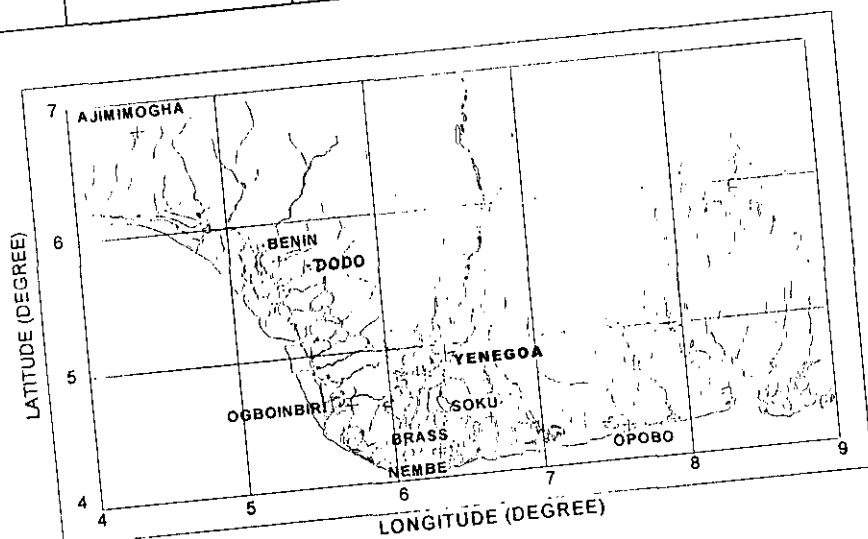 7
AJIMIMOGHA
6
BENIN
DODO
LATITUDE (DEGREE)
5
YENEGOA
OGBOINBIRI
SOKU
BRASS
OPOBO
NEMBE
4
4
5
6
7
8
9
LONGITUDE (DEGREE)